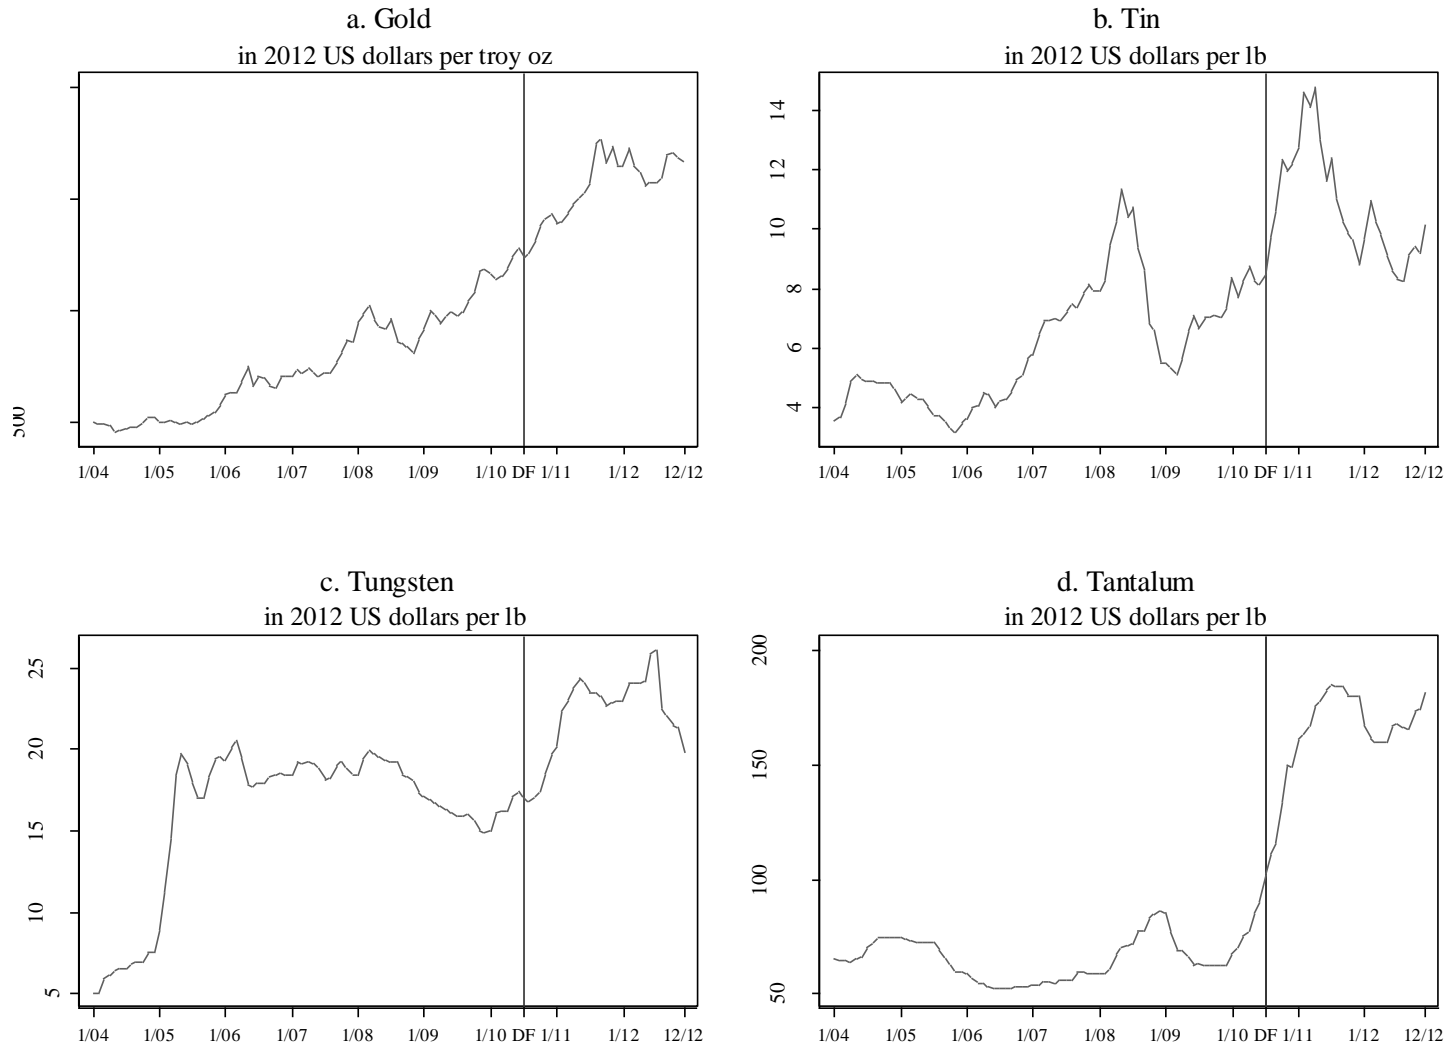 a. Gold
in 2012 US dollars per troy oz
500
1/04 1/05 1/06 1/07 1/08 1/09 1/10 DF 1/11 1/12 12/12
b. Tin
in 2012 US dollars per lb
14
12
10
8
6
4
1/04 1/05 1/06 1/07 1/08 1/09 1/10 DF 1/11 1/12 12/12
c. Tungsten
in 2012 US dollars per lb
25
20
15
10
5
1/04 1/05 1/06 1/07 1/08 1/09 1/10 DF 1/11 1/12 12/12
d. Tantalum
in 2012 US dollars per lb
200
150
100
50
1/04 1/05 1/06 1/07 1/08 1/09 1/10 DF 1/11 1/12 12/12